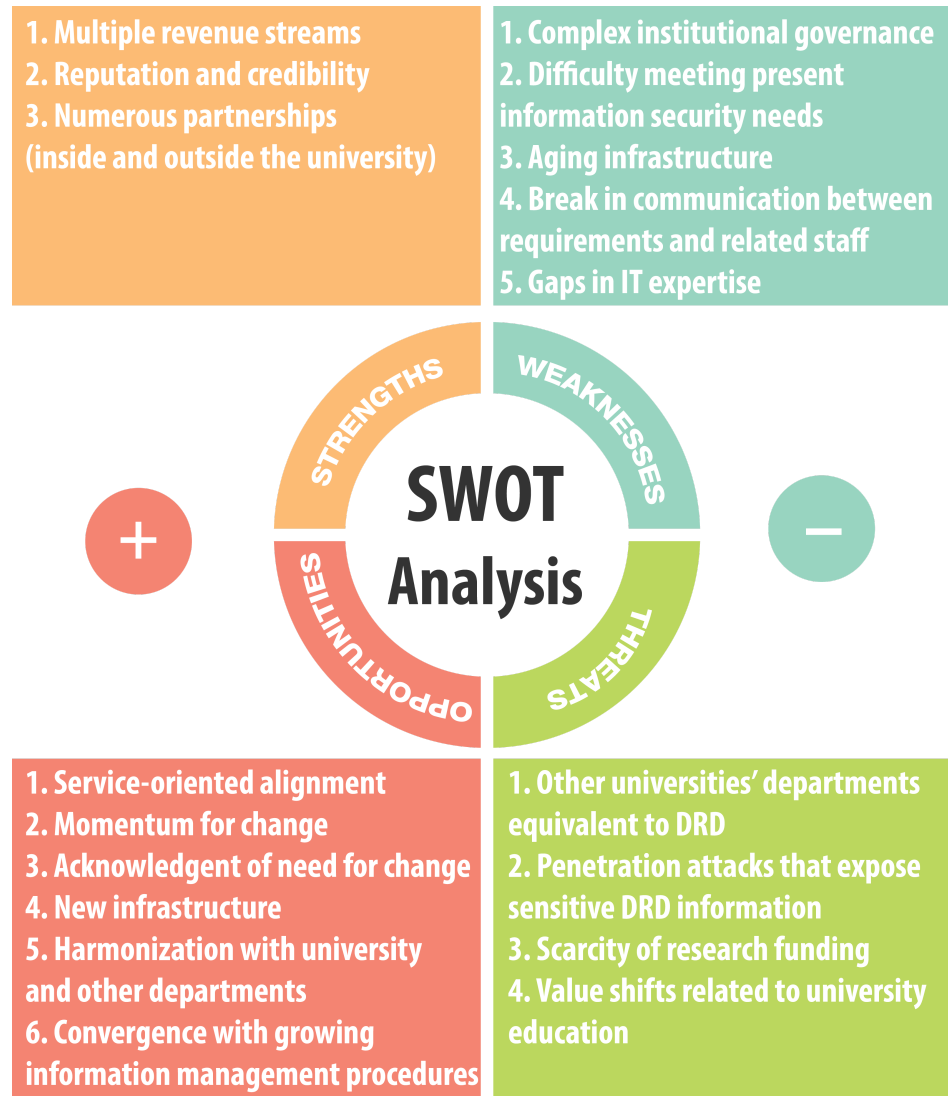 1. Multiple revenue streams
2. Reputation and credibility
3. Numerous partnerships
(inside and outside the university)
1. Complex institutional governance
2. Difficulty meeting present
information security needs
3. Aging infrastructure
4. Break in communication between
requirements and related staff
5. Gaps in IT expertise
STRENGTHS
WEAKNESSES
SWOT
Analysis
+
−
OPPORTUNITIES
THREATS
1. Service-oriented alignment
2. Momentum for change
3. Acknowledgent of need for change
4. New infrastructure
5. Harmonization with university
and other departments
6. Convergence with growing
information management procedures
1. Other universities’ departments
equivalent to DRD
2. Penetration attacks that expose
sensitive DRD information
3. Scarcity of research funding
4. Value shifts related to university
education